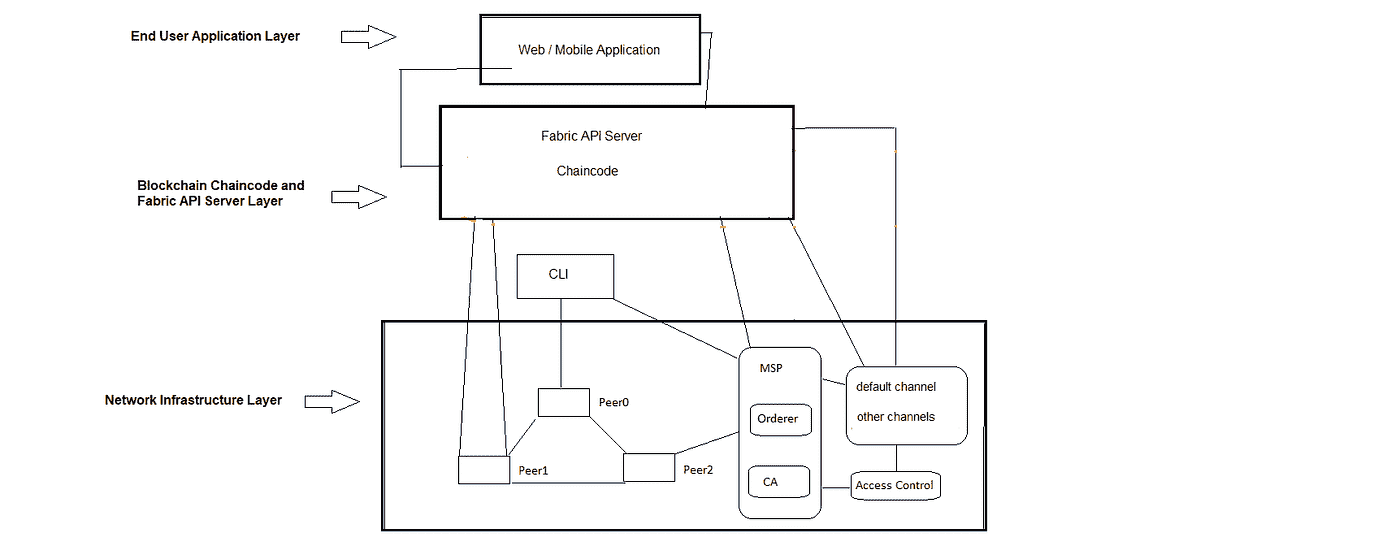 End User Application Layer
Web / Mobile Application
Fabric API Server
Chaincode
Blockchain Chaincode and
Fabric API Server Layer
CLI
MSP
default channel
Network Infrastructure Layer
Peer0
other channels
Orderer
Peer1
Peer2
CA
Access Control